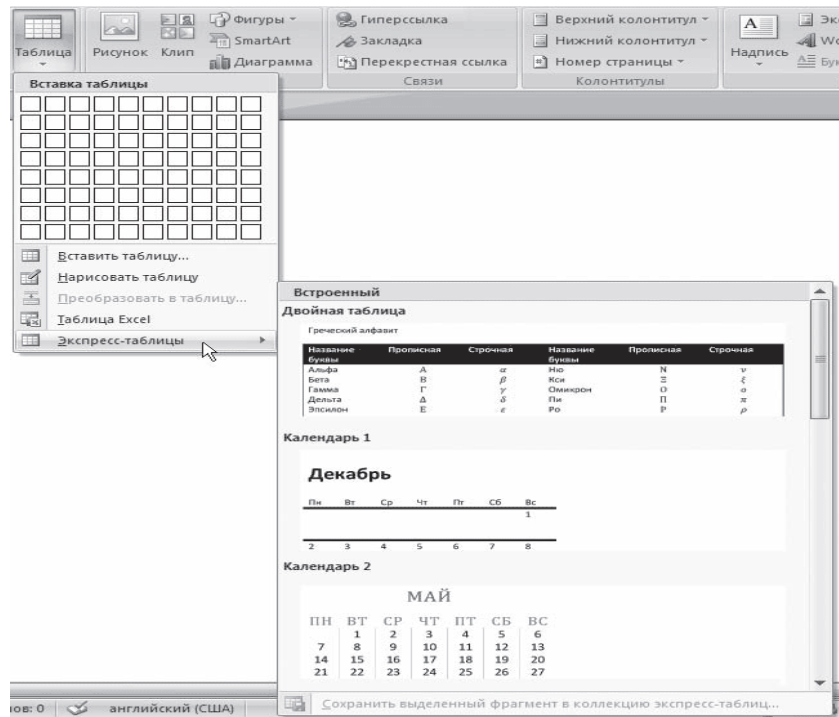 Таблица
Рисунок
Клип
Фигуры
SmartArt
Диаграмма
Гиперссылка
Закладка
Перекрестная ссылка
Связи
Верхний колонтитул
Нижний колонтитул
Номер страницы
Колонтитулы
A
Надпись
Вставка таблицы
Вставить таблицу...
Нарисовать таблицу
Преобразовать в таблицу...
Таблица Excel
Экспресс-таблицы
Встроенный
Двойная таблица
Греческий алфавит
Название Прописная Строчная Название Прописная Строчная
буквы буквы
Альфа Α α Ню Ν ν
Бета Β β Кси Ξ ξ
Гамма Γ γ Омикрон Ο ο
Дельта Δ δ Пи Π π
Эпсилон Ε ε Ро Ρ ρ
Календарь 1
Декабрь
Пн Вт Ср Чт Пт Сб Вс
1
2 3 4 5 6 7 8
Календарь 2
МАЙ
ПН ВТ СР ЧТ ПТ СБ ВС
1 2 3 4 5 6
7 8 9 10 11 12 13
14 15 16 17 18 19 20
21 22 23 24 25 26 27
Сохранить выделенный фрагмент в коллекцию экспресс-таблиц...
нов: 0 английский (США)